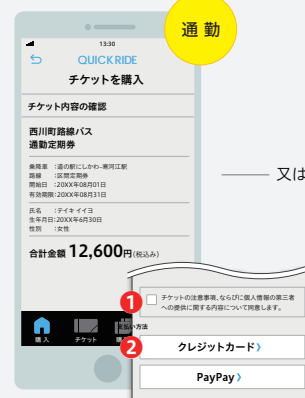 通勤
13:30
QUICK RIDE
チケットを購入
チケット内容の確認
西川町路線バス
通勤定期券
乗降車 :道の駅にしかわ-寒河江駅
路線 :区間定期券
開始日 :20XX年08月01日
有効期限:20XX年08月31日
氏名 :テイキ イイヨ
生年月日:20XX年6月30日
性別 :女性
合計金額 12,600円(税込み)
又は
1 チケットの注意事項、ならびに個人情報の第三者
への提供に関する内容について同意します。
支払い方法
購入 チケット
2 クレジットカード 〉
PayPay 〉